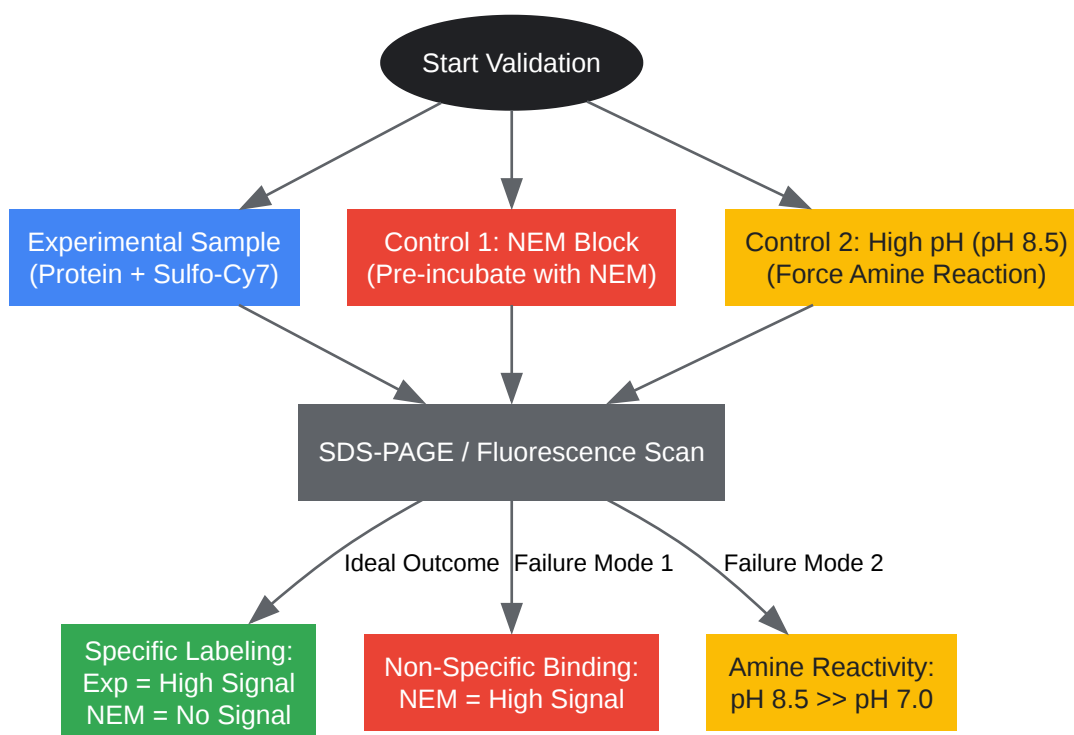 Start Validation
Experimental Sample
(Protein + Sulfo-Cy7)
Control 1: NEM Block
(Pre-incubate with NEM)
Control 2: High pH (pH 8.5)
(Force Amine Reaction)
SDS-PAGE / Fluorescence Scan
Ideal Outcome
Failure Mode 1
Failure Mode 2
Specific Labeling:
Exp = High Signal
NEM = No Signal
Non-Specific Binding:
NEM = High Signal
Amine Reactivity:
pH 8.5 >> pH 7.0